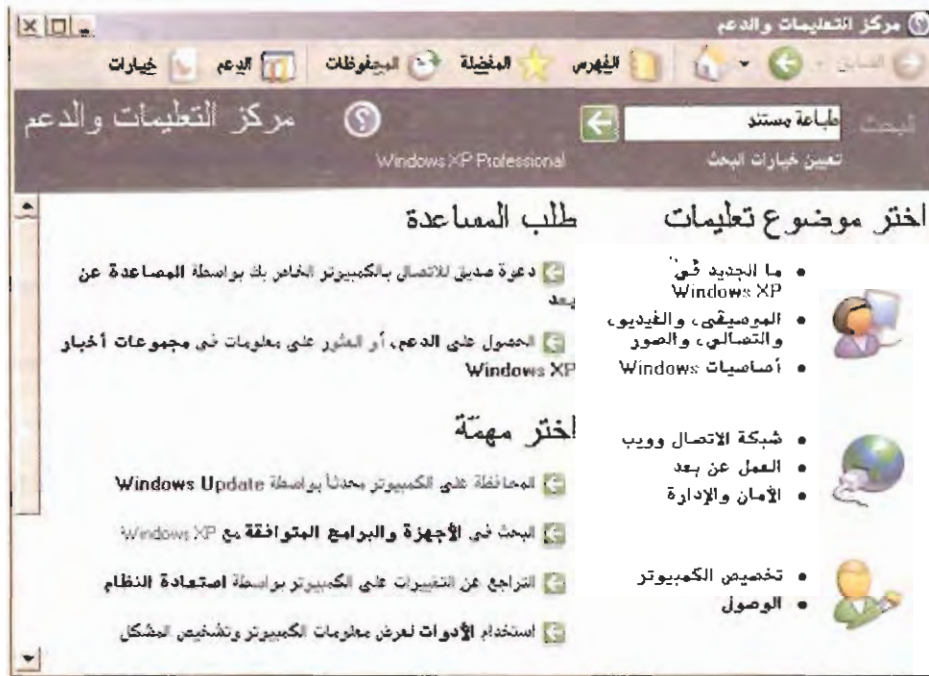 مركز التعليمات والدعم
السابق الفهرس المفضلة المحفوظات الدعم خيارات
البحث طباعة مستند
تعيين خيارات البحث
مركز التعليمات والدعم
Windows XP Professional
اختر موضوع تعليمات
ما الجديد في
Windows XP
الموسيقى، والفيديو،
والتسالي، والصور
أساسيات Windows
شبكة الاتصال وويب
العمل عن بعد
الأمان والإدارة
تخصيص الكمبيوتر
الوصول
طلب المساعدة
دعوة صديق للاتصال بالكمبيوتر الخاص بك بواسطة المساعدة عن
بعد
الحصول على الدعم، أو العثور على معلومات في مجموعات أخبار
Windows XP
اختر مهمّة
المحافظة على الكمبيوتر محدثاً بواسطة Windows Update
البحث في الأجهزة والبرامج المتوافقة مع Windows XP
التراجع عن التغييرات على الكمبيوتر بواسطة استعادة النظام
استخدام الأدوات لعرض معلومات الكمبيوتر وتشخيص المشكل